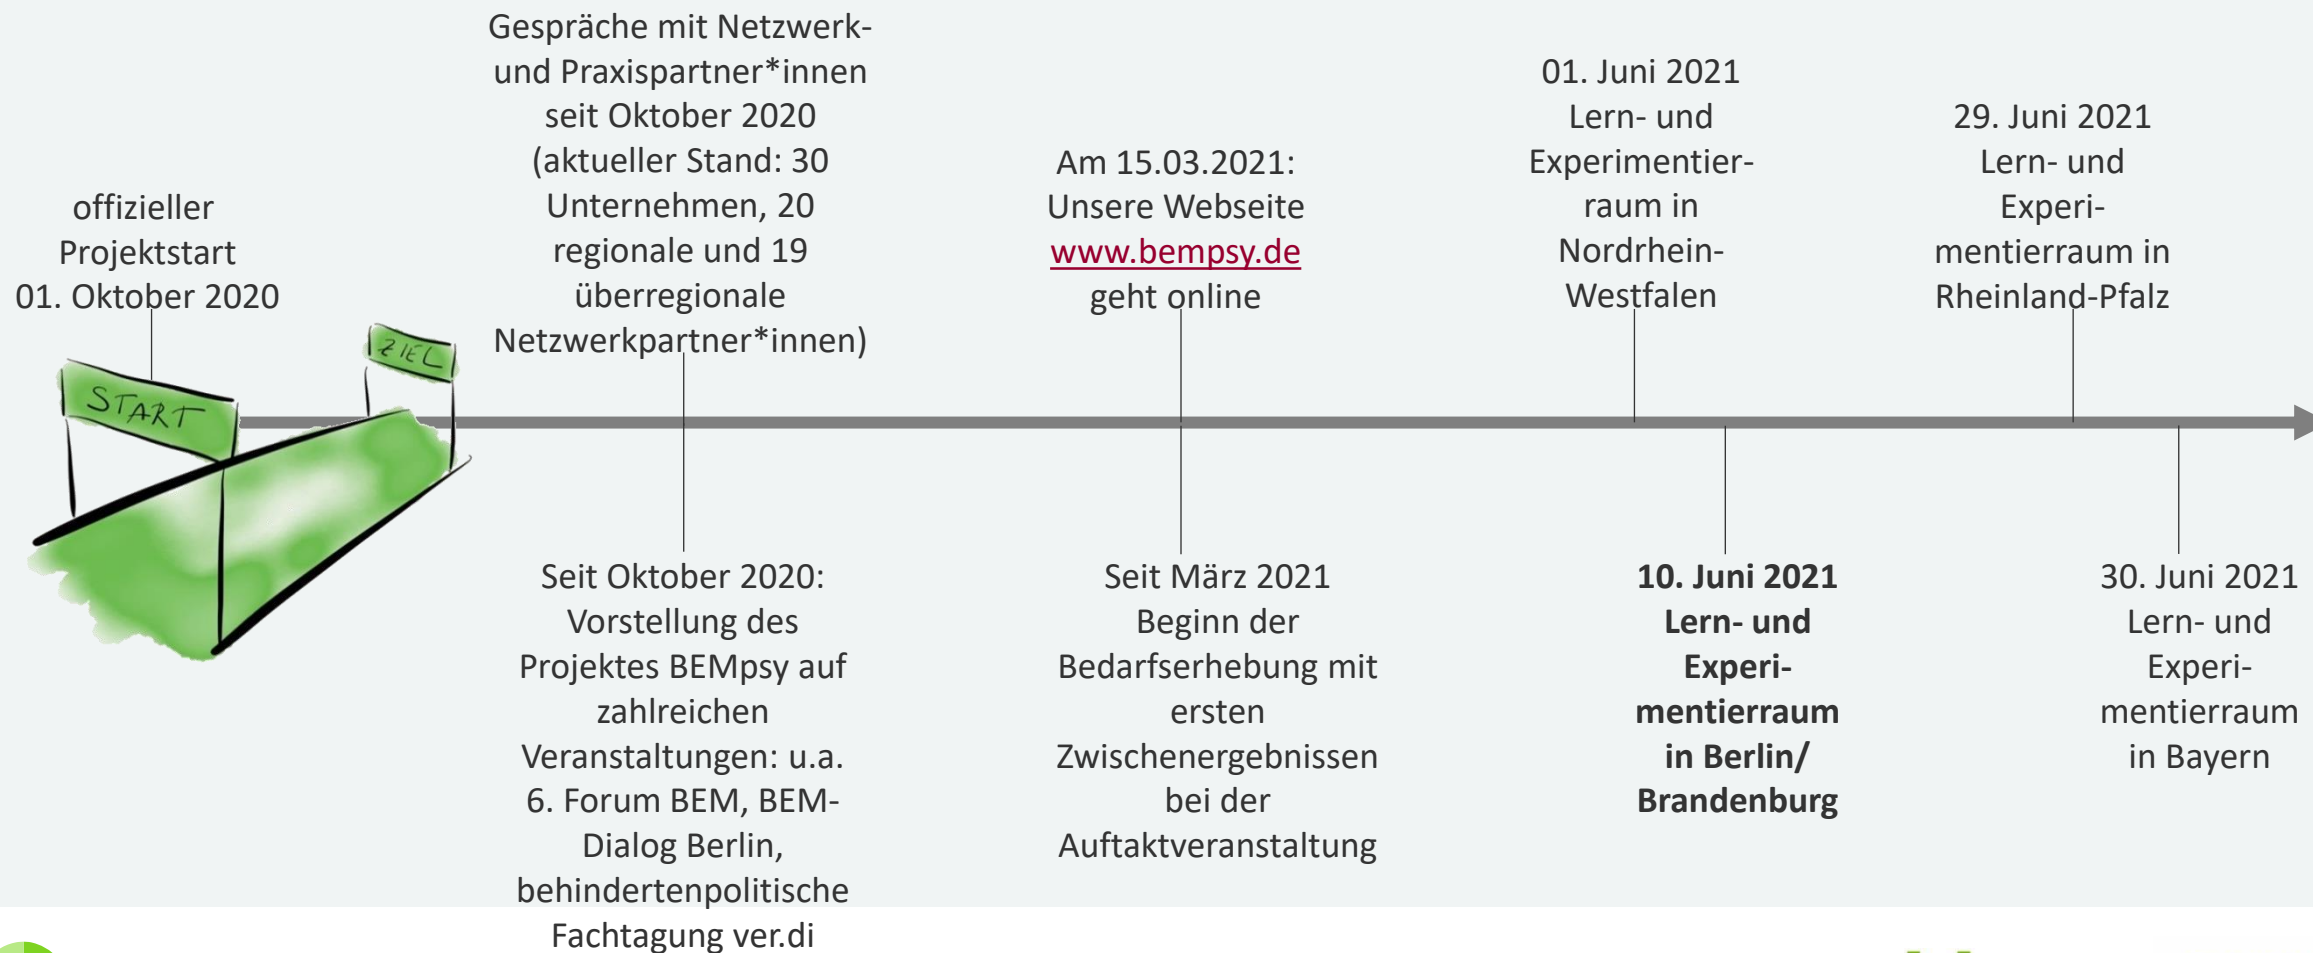 offizieller
Projektstart
01. Oktober 2020
START
ZIEL
Gespräche mit Netzwerk-
und Praxispartner*innen
seit Oktober 2020
(aktueller Stand: 30
Unternehmen, 20
regionale und 19
überregionale
Netzwerkpartner*innen)
Seit Oktober 2020:
Vorstellung des
Projektes BEMpsy auf
zahlreichen
Veranstaltungen: u.a.
6. Forum BEM, BEM-
Dialog Berlin,
behindertenpolitische
Fachtagung ver.di
Am 15.03.2021:
Unsere Webseite
www.bempsy.de
geht online
Seit März 2021
Beginn der
Bedarfserhebung mit
ersten
Zwischenergebnissen
bei der
Auftaktveranstaltung
01. Juni 2021
Lern- und
Experimentier-
raum in
Nordrhein-
Westfalen
10. Juni 2021
Lern- und
Experi-
mentierraum
in Berlin/
Brandenburg
29. Juni 2021
Lern- und
Experi-
mentierraum in
Rheinland-Pfalz
30. Juni 2021
Lern- und
Experi-
mentierraum
in Bayern